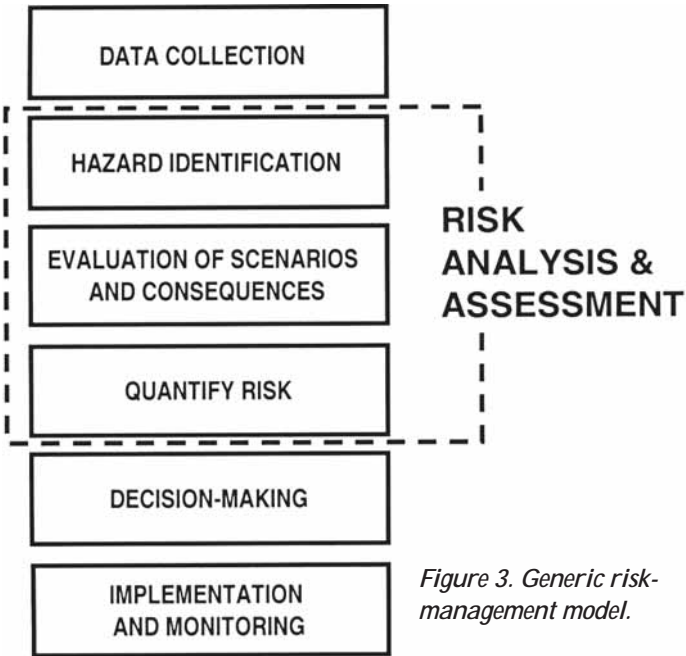 DATA COLLECTION
HAZARD IDENTIFICATION
EVALUATION OF SCENARIOS
AND CONSEQUENCES
QUANTIFY RISK
RISK
ANALYSIS &
ASSESSMENT
DECISION-MAKING
IMPLEMENTATION
AND MONITORING
Figure 3. Generic risk-
management model.